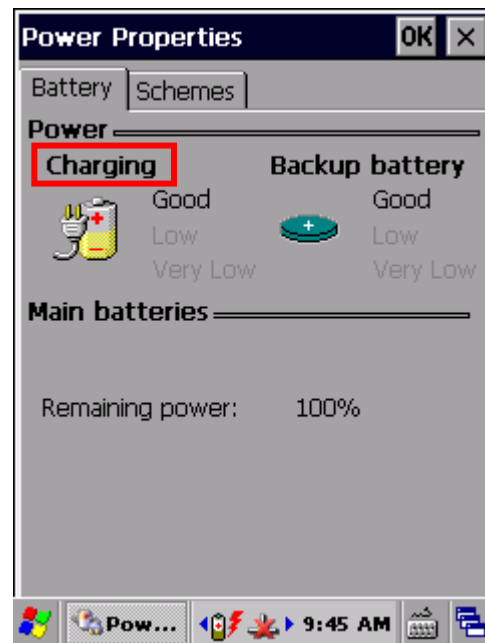 Power Properties OK ×
Battery Schemes
Power
Charging Backup battery
Good Good
Low Low
Very Low Very Low
Main batteries
Remaining power: 100%
Pow... 9:45 AM